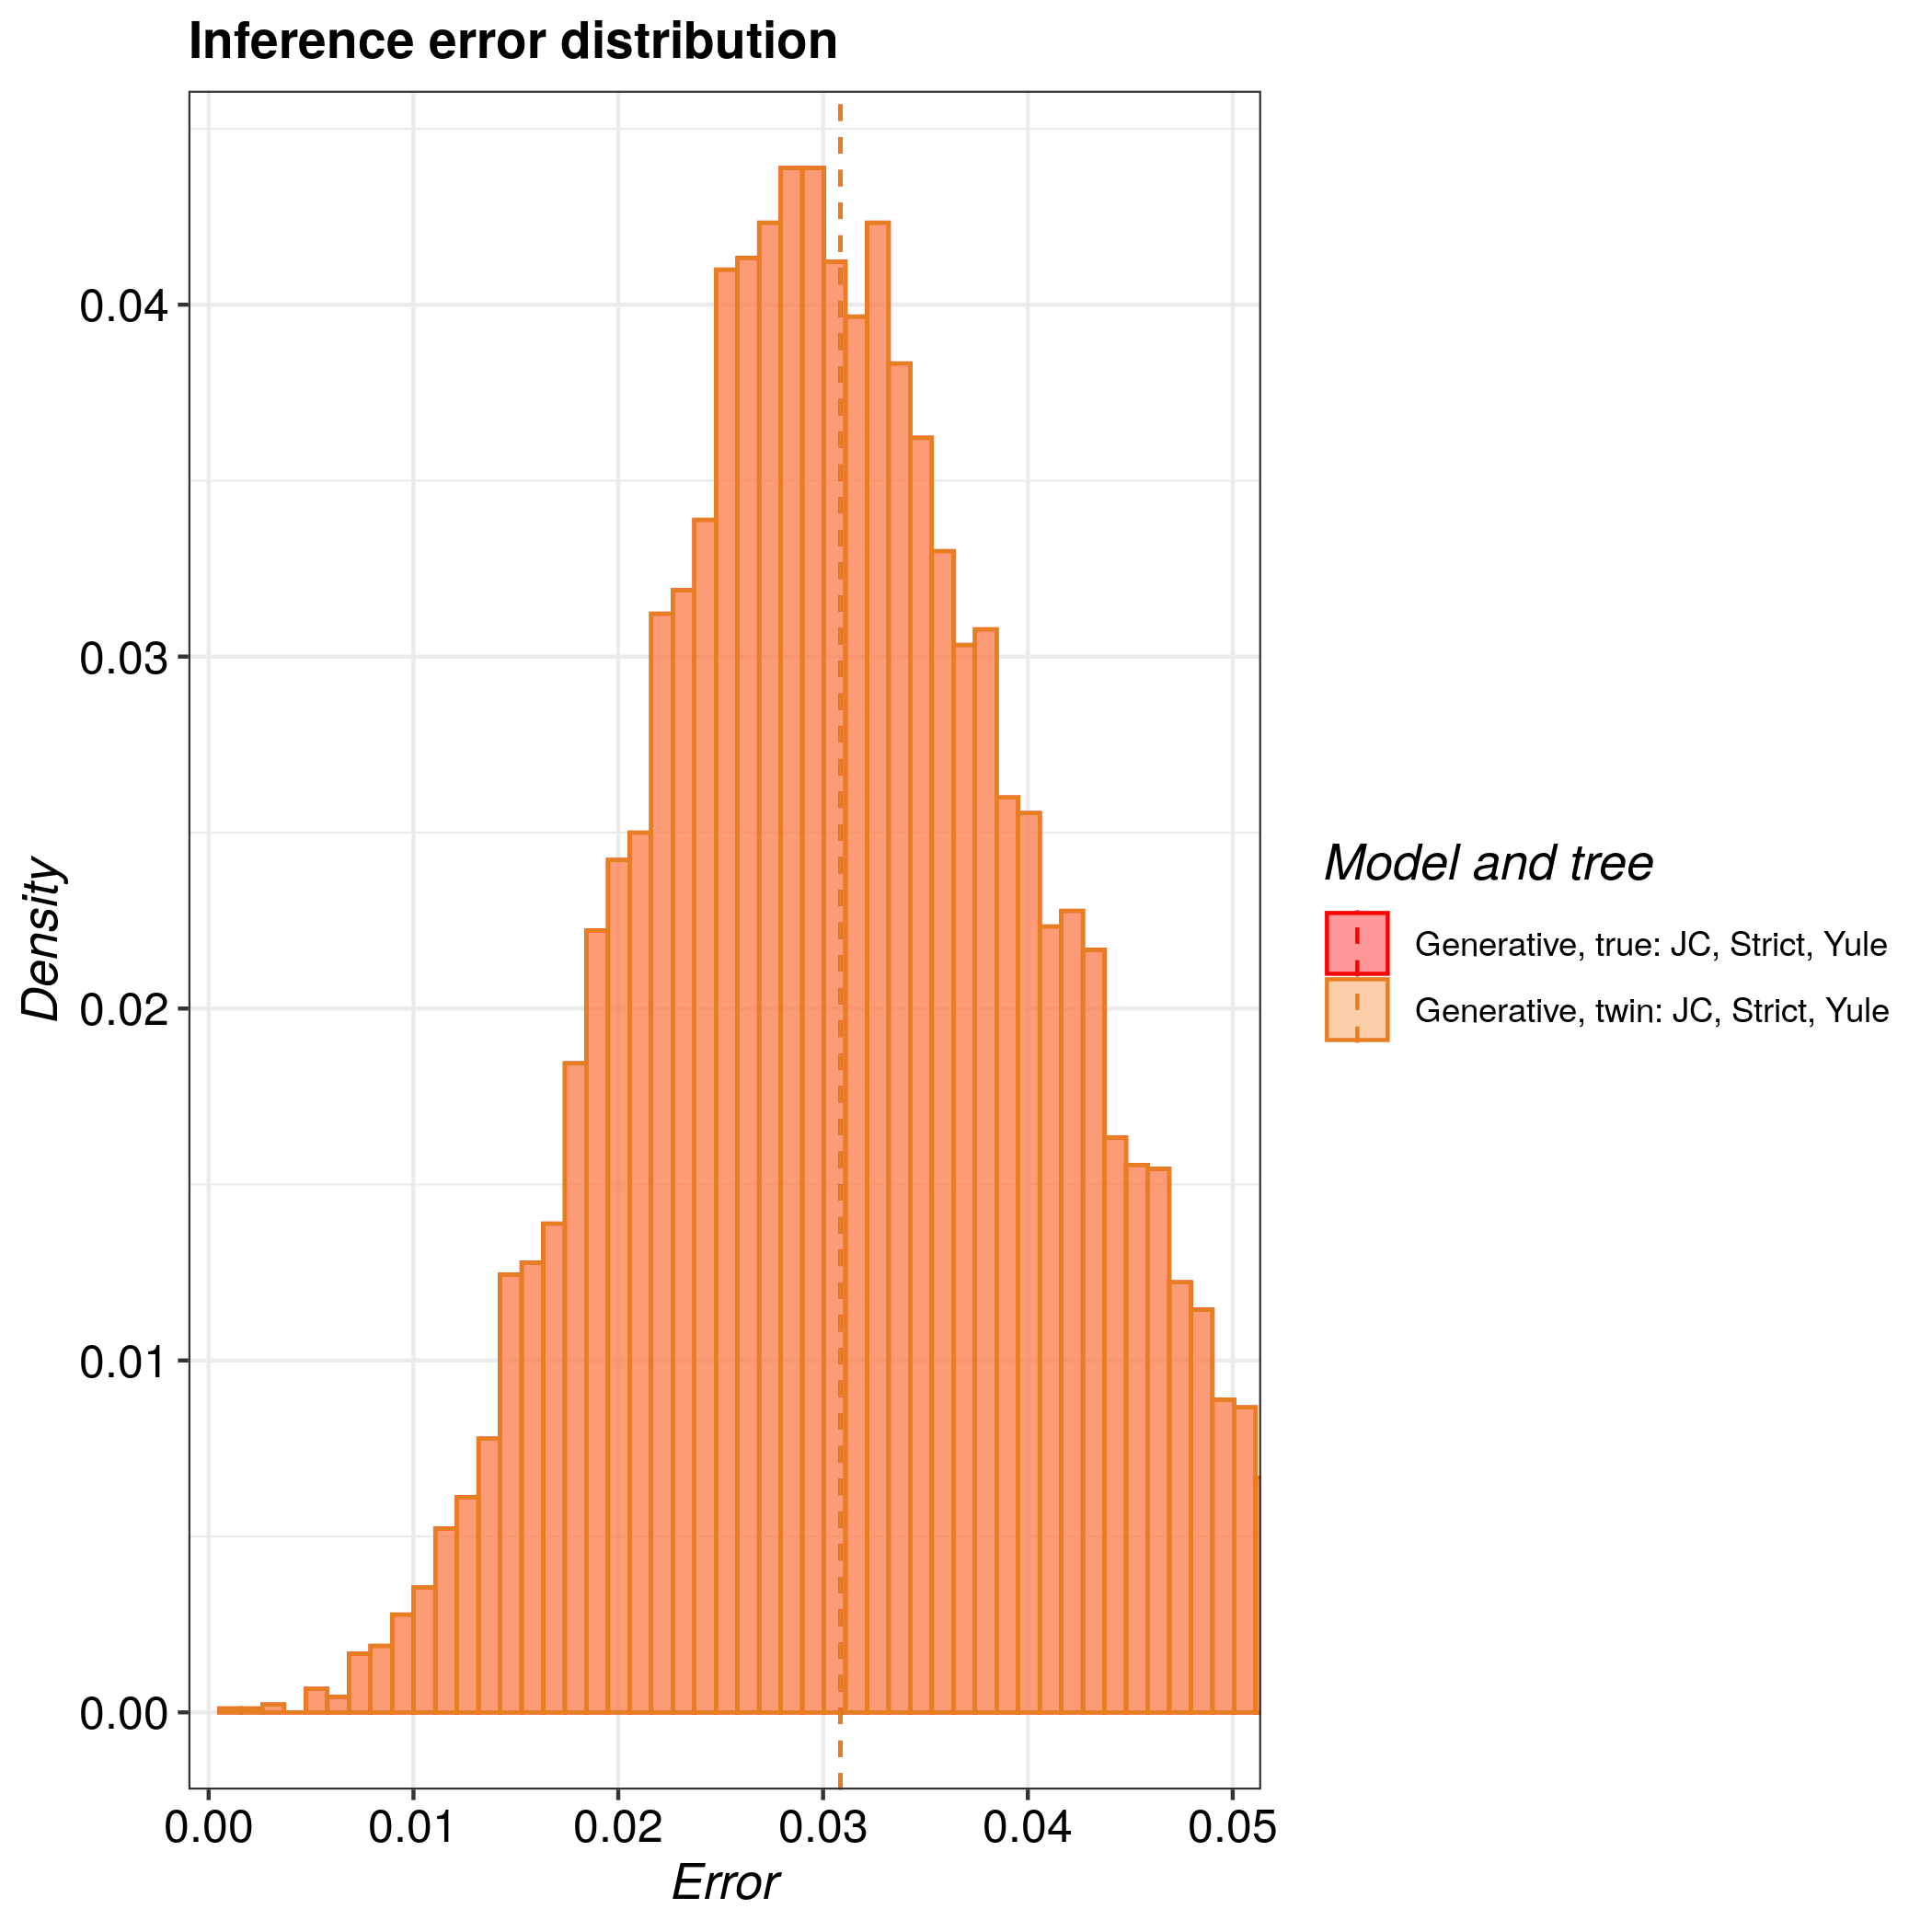 Inference error distribution
Density
0.04
0.03
0.02
0.01
0.00
0.00 0.01 0.02 0.03 0.04 0.05
Error
Model and tree
Generative, true: JC, Strict, Yule
Generative, twin: JC, Strict, Yule